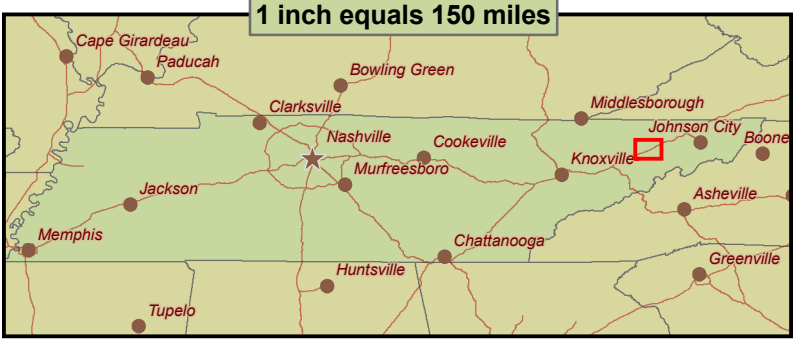 1 inch equals 150 miles
Cape Girardeau
Paducah
Bowling Green
Clarksville
Middlesborough
Nashville
Cookeville
Johnson City
Boone
Murfreesboro
Knoxville
Jackson
Asheville
Memphis
Chattanooga
Huntsville
Greenville
Tupelo